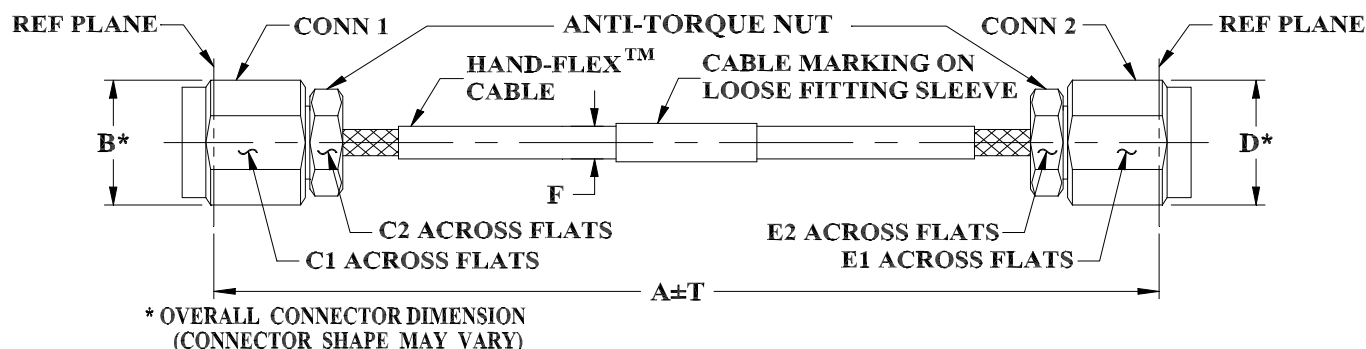 REF PLANE
CONN 1
ANTI-TORQUE NUT
CONN 2
REF PLANE
HAND-FLEX™
CABLE
CABLE MARKING ON
LOOSE FITTING SLEEVE
B*
D*
F
C2 ACROSS FLATS
E2 ACROSS FLATS
C1 ACROSS FLATS
E1 ACROSS FLATS
A±T
* OVERALL CONNECTOR DIMENSION
(CONNECTOR SHAPE MAY VARY)